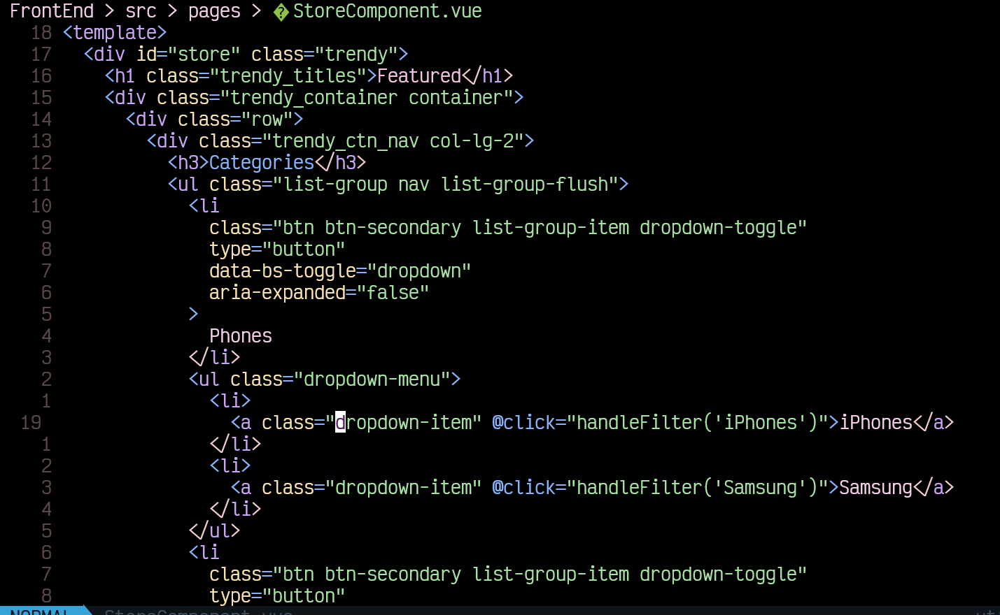 FrontEnd > src > pages > StoreComponent.vue
18 <template>
17 <div id="store" class="trendy">
16 <h1 class="trendy_titles">Featured</h1>
15 <div class="trendy_container container">
14 <div class="row">
13 <div class="trendy_ctn_nav col-lg-2">
12 <h3>Categories</h3>
11 <ul class="list-group nav list-group-flush">
10 <li
9 class="btn btn-secondary list-group-item dropdown-toggle"
8 type="button"
7 data-bs-toggle="dropdown"
6 aria-expanded="false"
5 >
4 Phones
3 </li>
2 <ul class="dropdown-menu">
1 <li>
19 <a class="dropdown-item" @click="handleFilter('iPhones')">iPhones</a>
1 </li>
2 <li>
3 <a class="dropdown-item" @click="handleFilter('Samsung')">Samsung</a>
4 </li>
5 </ul>
6 <li
7 class="btn btn-secondary list-group-item dropdown-toggle"
8 type="button"
NORMAL StoreComponent.vue